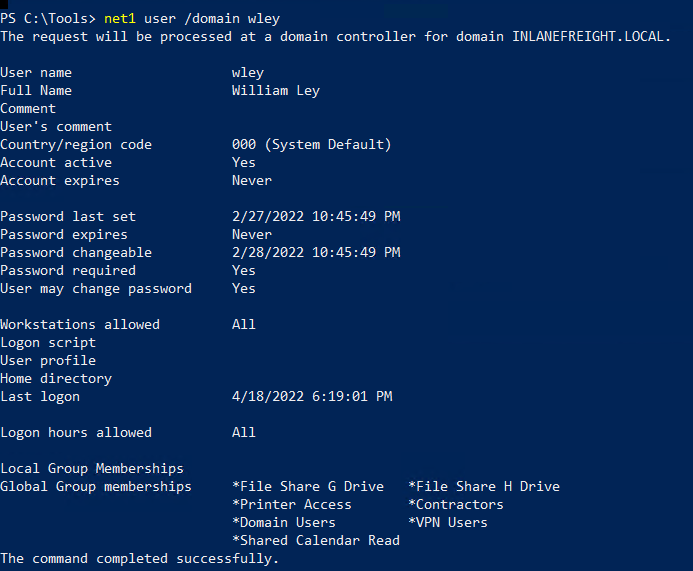 PS C:\Tools> net1 user /domain wley
The request will be processed at a domain controller for domain INLANEFREIGHT.LOCAL.
User name wley
Full Name William Ley
Comment
User's comment
Country/region code 000 (System Default)
Account active Yes
Account expires Never
Password last set 2/27/2022 10:45:49 PM
Password expires Never
Password changeable 2/28/2022 10:45:49 PM
Password required Yes
User may change password Yes
Workstations allowed All
Logon script
User profile
Home directory
Last logon 4/18/2022 6:19:01 PM
Logon hours allowed All
Local Group Memberships
Global Group memberships *File Share G Drive *File Share H Drive
*Printer Access *Contractors
*Domain Users *VPN Users
*Shared Calendar Read
The command completed successfully.